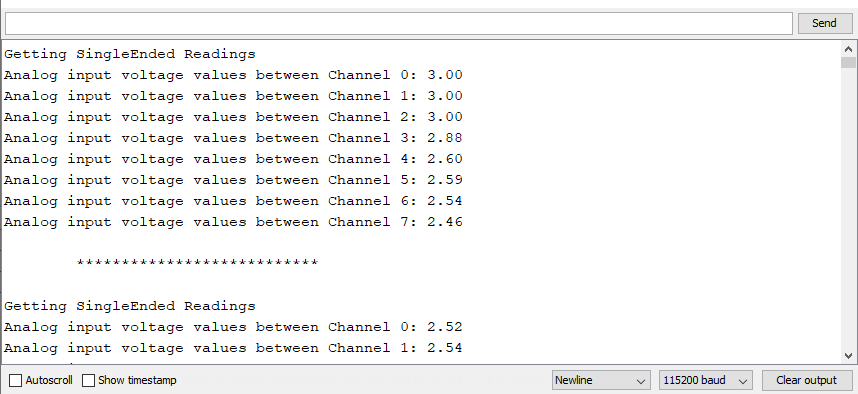 Send
Getting SingleEnded Readings
Analog input voltage values between Channel 0: 3.00
Analog input voltage values between Channel 1: 3.00
Analog input voltage values between Channel 2: 3.00
Analog input voltage values between Channel 3: 2.88
Analog input voltage values between Channel 4: 2.60
Analog input voltage values between Channel 5: 2.59
Analog input voltage values between Channel 6: 2.54
Analog input voltage values between Channel 7: 2.46
***************************
Getting SingleEnded Readings
Analog input voltage values between Channel 0: 2.52
Analog input voltage values between Channel 1: 2.54
Autoscroll Show timestamp Newline 115200 baud Clear output